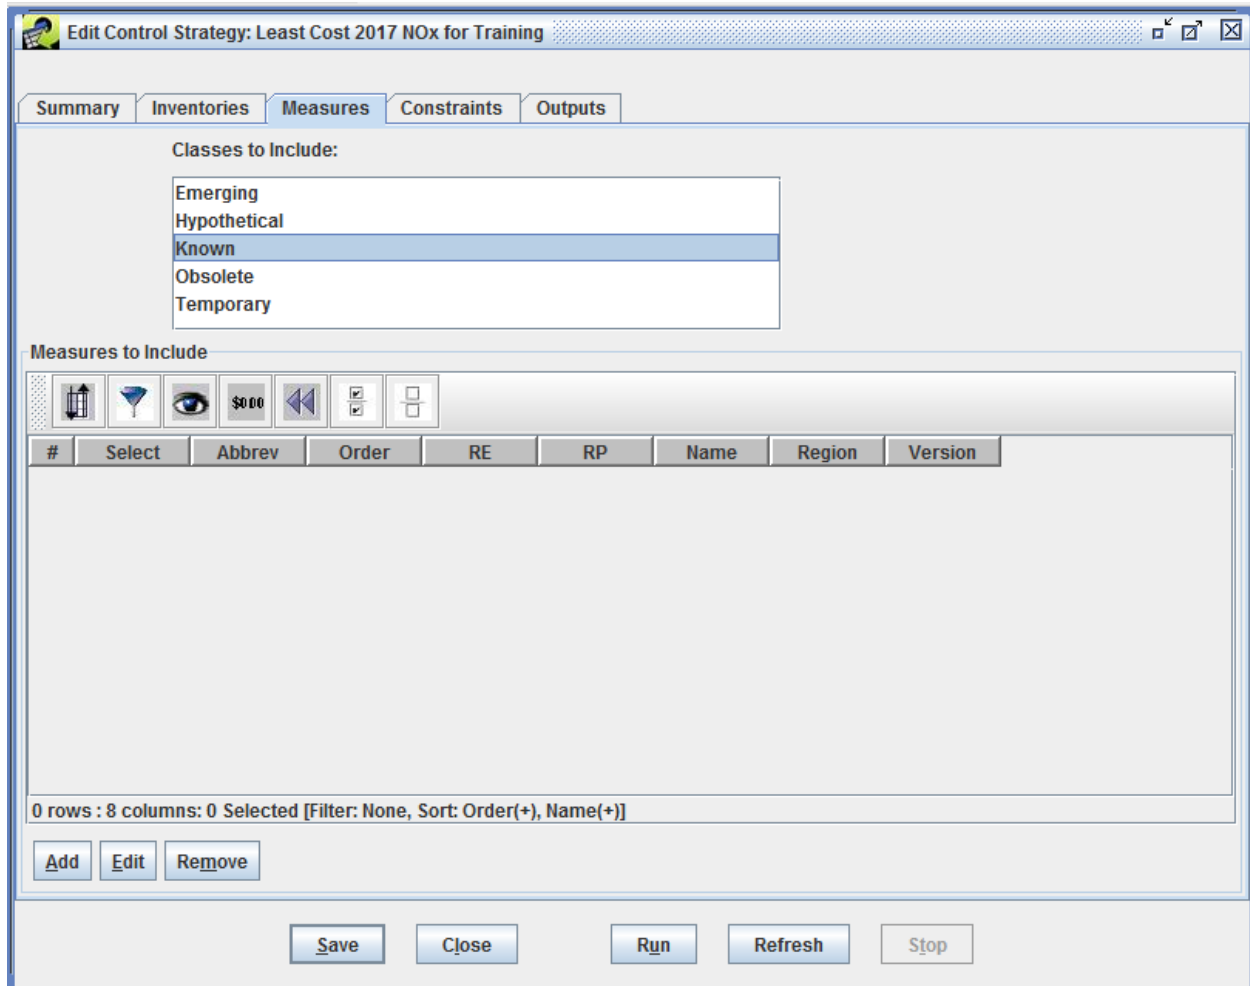 Edit Control Strategy: Least Cost 2017 NOx for Training
Summary Inventories Measures Constraints Outputs
Classes to Include:
Emerging
Hypothetical
Known
Obsolete
Temporary
Measures to Include
$000
# Select Abbrev Order RE RP Name Region Version
0 rows : 8 columns: 0 Selected [Filter: None, Sort: Order(+), Name(+)]
Add Edit Remove
Save Close Run Refresh Stop